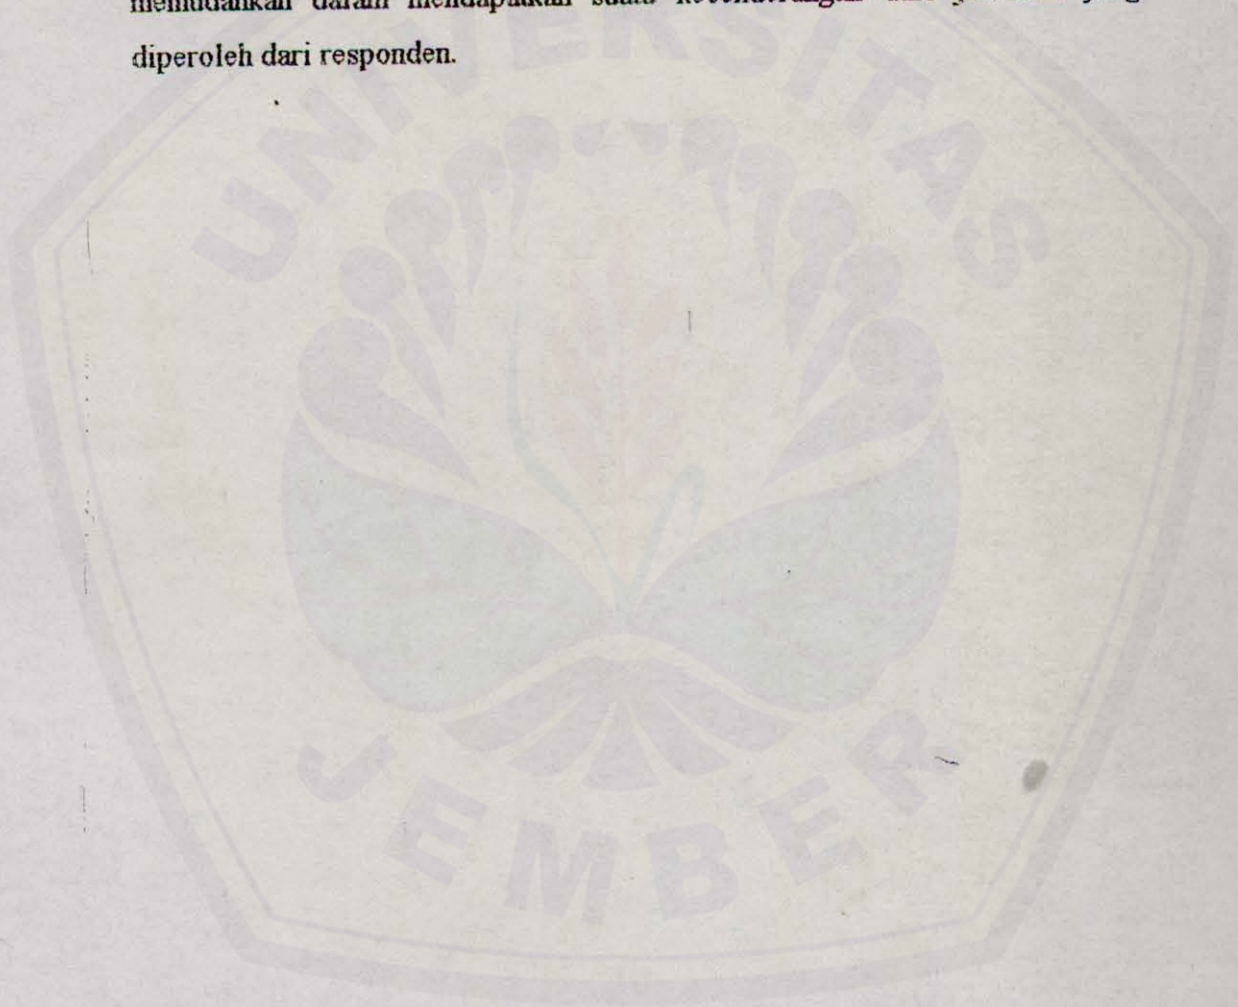 memudahkan dalam mendapatkan suatu
diperoleh dari responden.
UNIVERSITAS
JEMBER